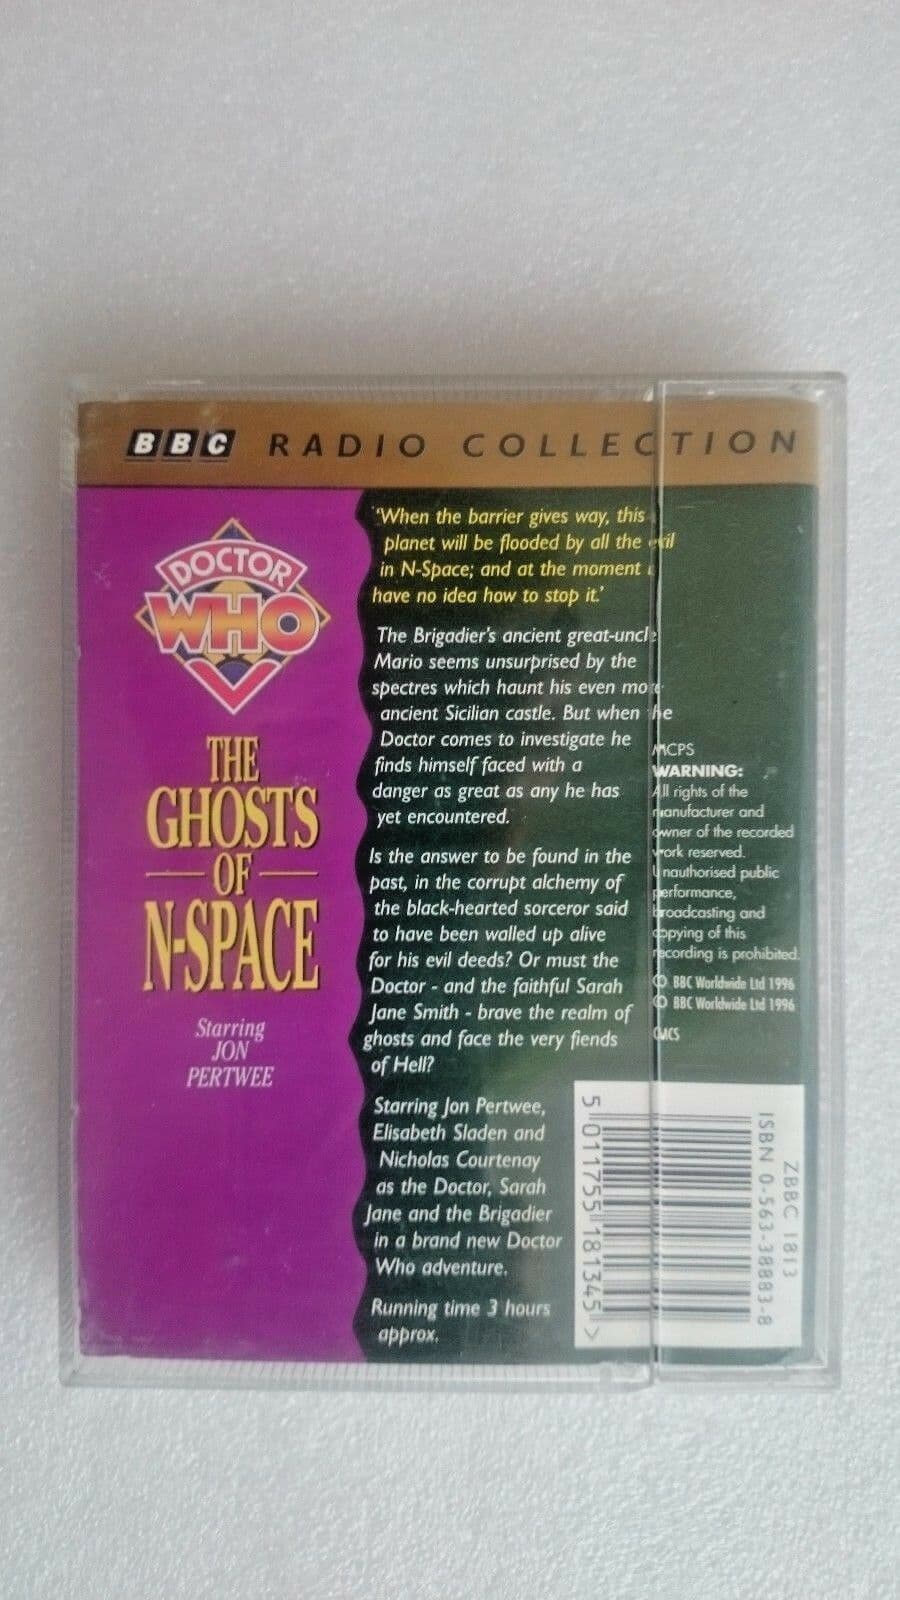 BBC RADIO COLLECTION
DOCTOR
WHO
THE
GHOSTS
OF
N-SPACE
Starring
JON
PERTWEE
'When the barrier gives way, this
planet will be flooded by all the evil
in N-Space; and at the moment I
have no idea how to stop it.'
The Brigadier's ancient great-uncle
Mario seems unsurprised by the
spectres which haunt his even more
ancient Sicilian castle. But when the
Doctor comes to investigate he
finds himself faced with a
danger as great as any he has
yet encountered.
Is the answer to be found in the
past, in the corrupt alchemy of
the black-hearted sorceror said
to have been walled up alive
for his evil deeds? Or must the
Doctor - and the faithful Sarah
Jane Smith - brave the realm of
ghosts and face the very fiends
of Hell?
Starring Jon Pertwee,
Elisabeth Sladen and
Nicholas Courtenay
as the Doctor, Sarah
Jane and the Brigadier
in a brand new Doctor
Who adventure.
Running time 3 hours
approx.
MCPS
WARNING:
All rights of the
manufacturer and
owner of the recorded
work reserved.
Unauthorised public
performance,
broadcasting and
copying of this
recording is prohibited.
℗ BBC Worldwide Ltd 1996
© BBC Worldwide Ltd 1996
ZBBC 1813
ISBN 0-563-38883-8
5 011755 181345 >